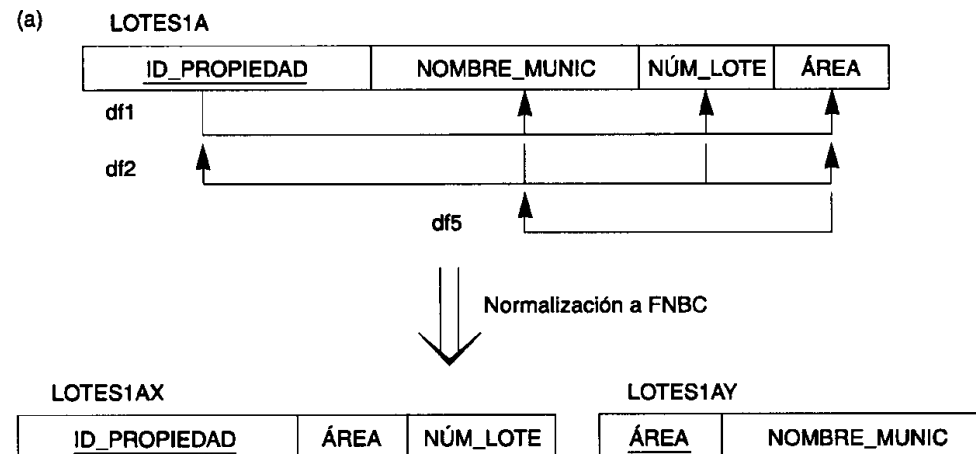 (a)
LOTES1A
ID_PROPIEDAD NOMBRE_MUNIC NÚM_LOTE ÁREA
df1
df2
df5
Normalización a FNBC
LOTES1AX LOTES1AY
ID_PROPIEDAD ÁREA NÚM_LOTE ÁREA NOMBRE_MUNIC